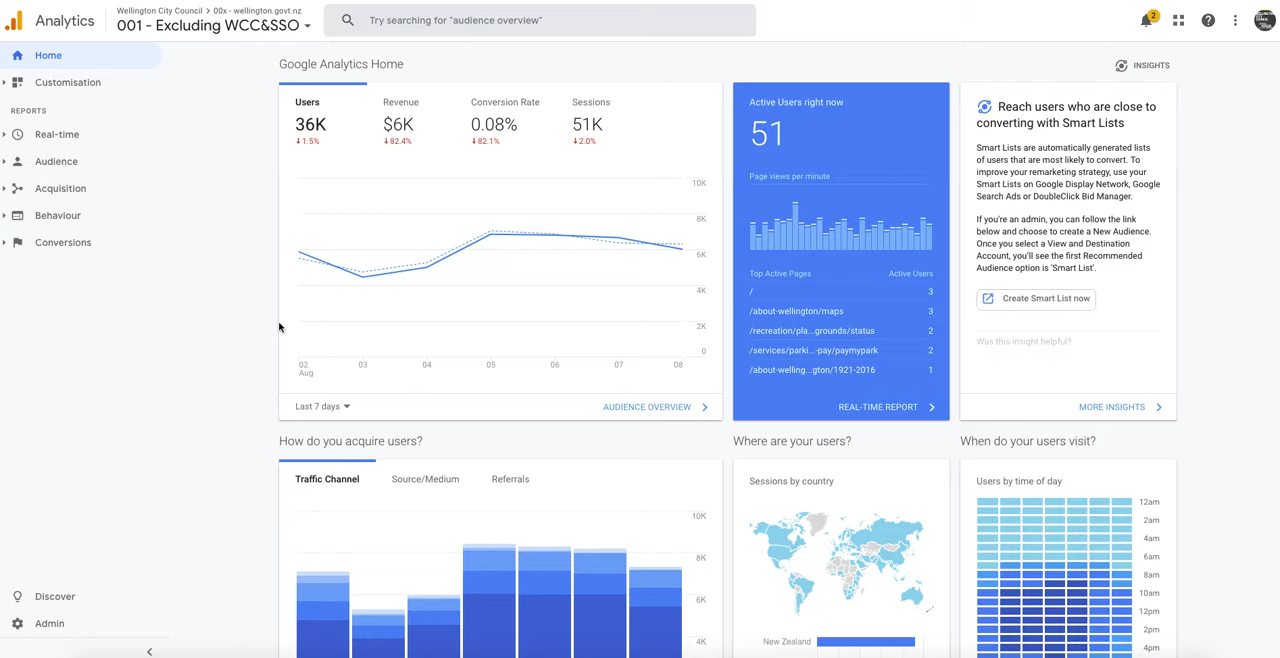 Analytics
Wellington City Council > 00x - wellington.govt.nz
001 - Excluding WCC&SSO
Try searching for "audience overview"
2
Home
Customisation
REPORTS
Real-time
Audience
Acquisition
Behaviour
Conversions
Discover
Admin
Google Analytics Home
INSIGHTS
Users
36K
1.5%
Revenue
$6K
82.4%
Conversion Rate
0.08%
82.1%
Sessions
51K
2.0%
10K
8K
6K
4K
2K
0
02 03 04 05 06 07 08
Aug
Last 7 days
AUDIENCE OVERVIEW
Active Users right now
51
Page views per minute
Top Active Pages Active Users
/ 3
/about-wellington/maps 3
/recreation/pla...grounds/status 2
/services/parki...-pay/paymypark 2
/about-welling...gton/1921-2016 1
REAL-TIME REPORT
Reach users who are close to
converting with Smart Lists
Smart Lists are automatically generated lists
of users that are most likely to convert. To
improve your remarketing strategy, use your
Smart Lists on Google Display Network, Google
Search Ads or DoubleClick Bid Manager.
If you're an admin, you can follow the link
below and choose to create a New Audience.
Once you select a View and Destination
Account, you'll see the first Recommended
Audience option is 'Smart List'.
Create Smart List now
Was this insight helpful?
MORE INSIGHTS
How do you acquire users?
Traffic Channel Source/Medium Referrals
10K
8K
6K
4K
Where are your users?
Sessions by country
New Zealand
When do your users visit?
Users by time of day
12am
2am
4am
6am
8am
10am
12pm
2pm
4pm